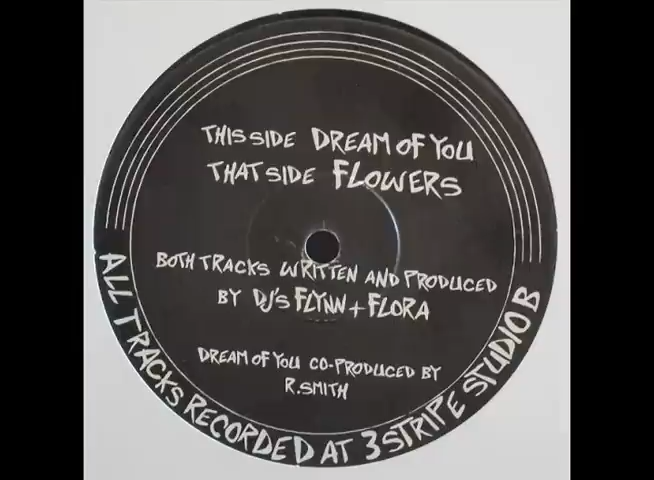 THIS SIDE DREAM OF YOU
THAT SIDE FLOWERS
BOTH TRACKS WRITTEN AND PRODUCED
BY DJ'S FLYNN + FLORA
DREAM OF YOU CO-PRODUCED BY
R.SMITH
ALL TRACKS RECORDED AT 3 STRIPE STUDIO B